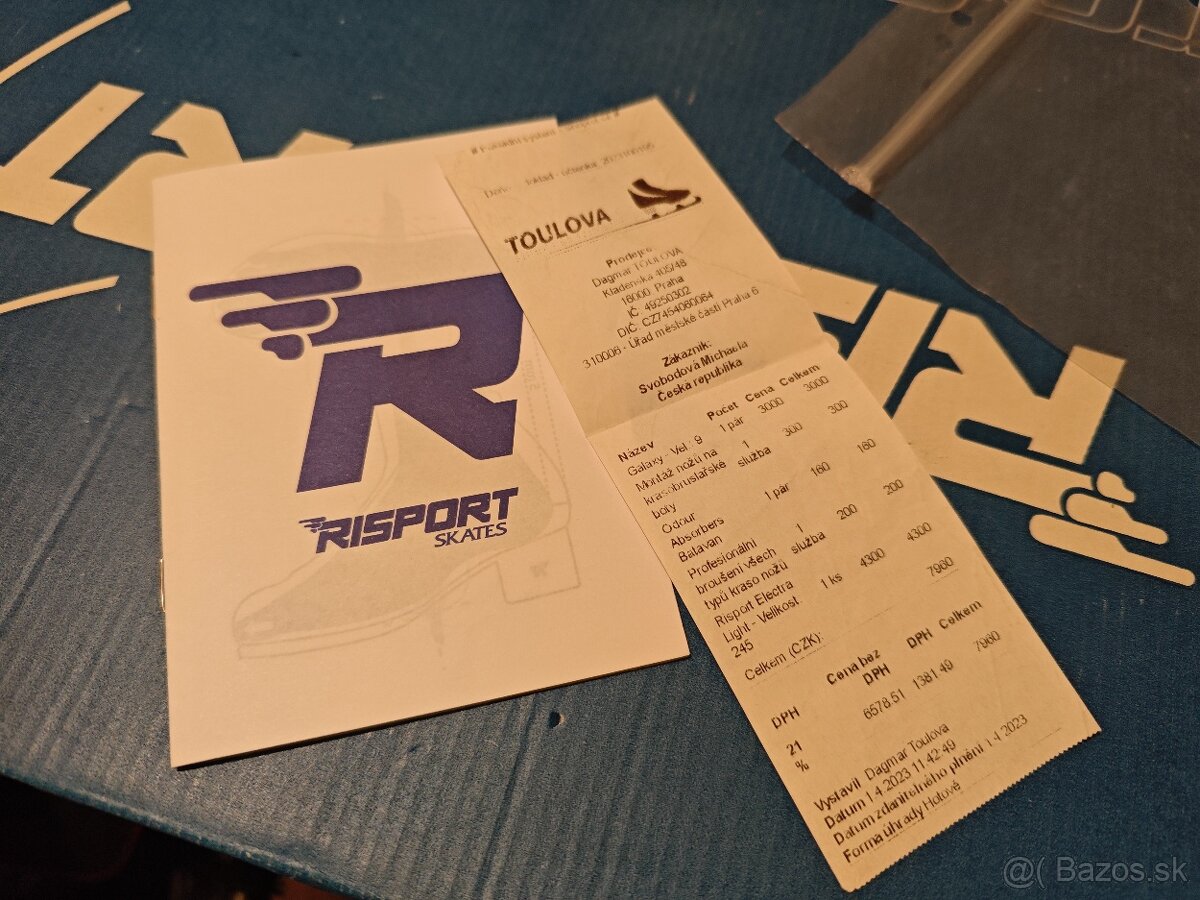 R
RISPORT
SKATES
TOULOVA
Prodejce:
Dagmar TOULOVA
Kladenská 405/48
16000 Praha
IČ: 49250302
310006 - Úřad městské části Praha 6
Zákazník:
Svobodová Michaela
Česká republika
Název Počet Cena Celkem
Galaxy - Vel.: 9 1 pár 3000 3000
Montáž nožů na 1 300 300
krasobruslařské služba
boty
Odour 1 pár 160 160
Absorbers
Batavan
Profesionální 1 200 200
broušení všech služba
typů kraso nožů
Risport Electra 1 ks 4300 4300
Light - Velikost:
245
Celkem (CZK): 7960
DPH Cena bez DPH Celkem
DPH
21 6578.51 1381.49 7960
%
Vystavil Dagmar Toulova
Datum 1.4.2023 11:42:49
Datum zdanitelného plnění 1.4.2023
Forma úhrady Hotově
@( Bazos.sk